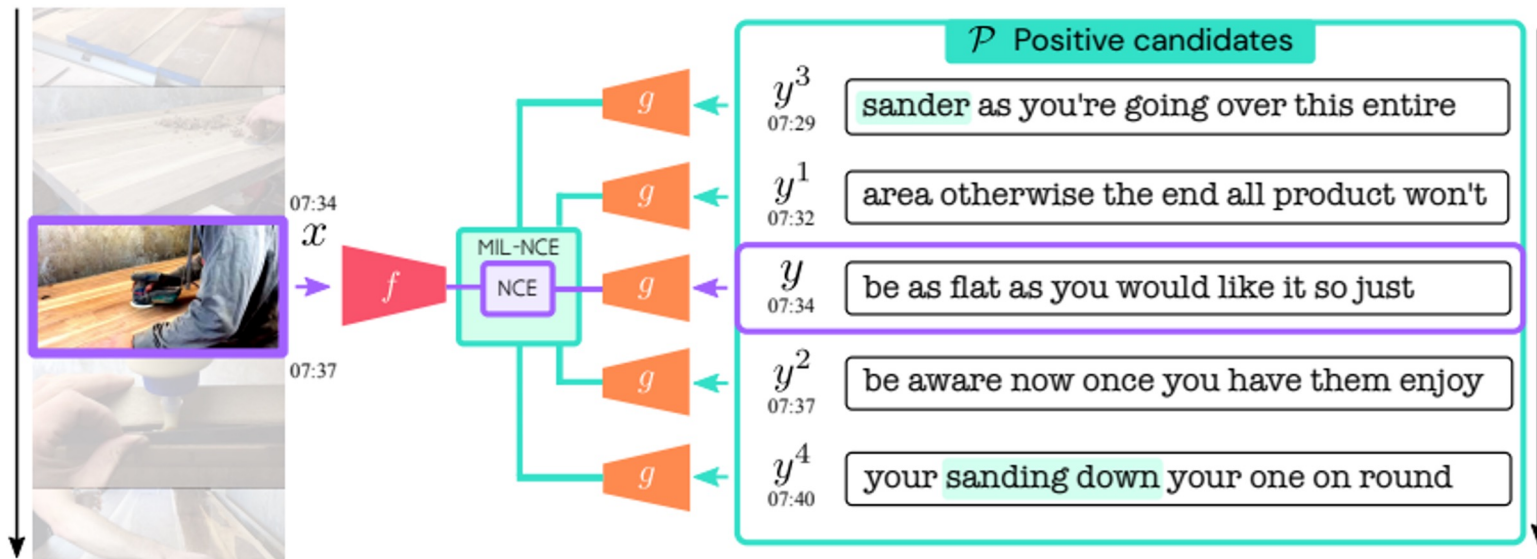 𝒫 Positive candidates
y³
07:29
sander as you're going over this entire
g
y¹
07:32
area otherwise the end all product won't
g
07:34
x
f
MIL-NCE
NCE
g
y
07:34
be as flat as you would like it so just
07:37
g
y²
07:37
be aware now once you have them enjoy
g
y⁴
07:40
your sanding down your one on round